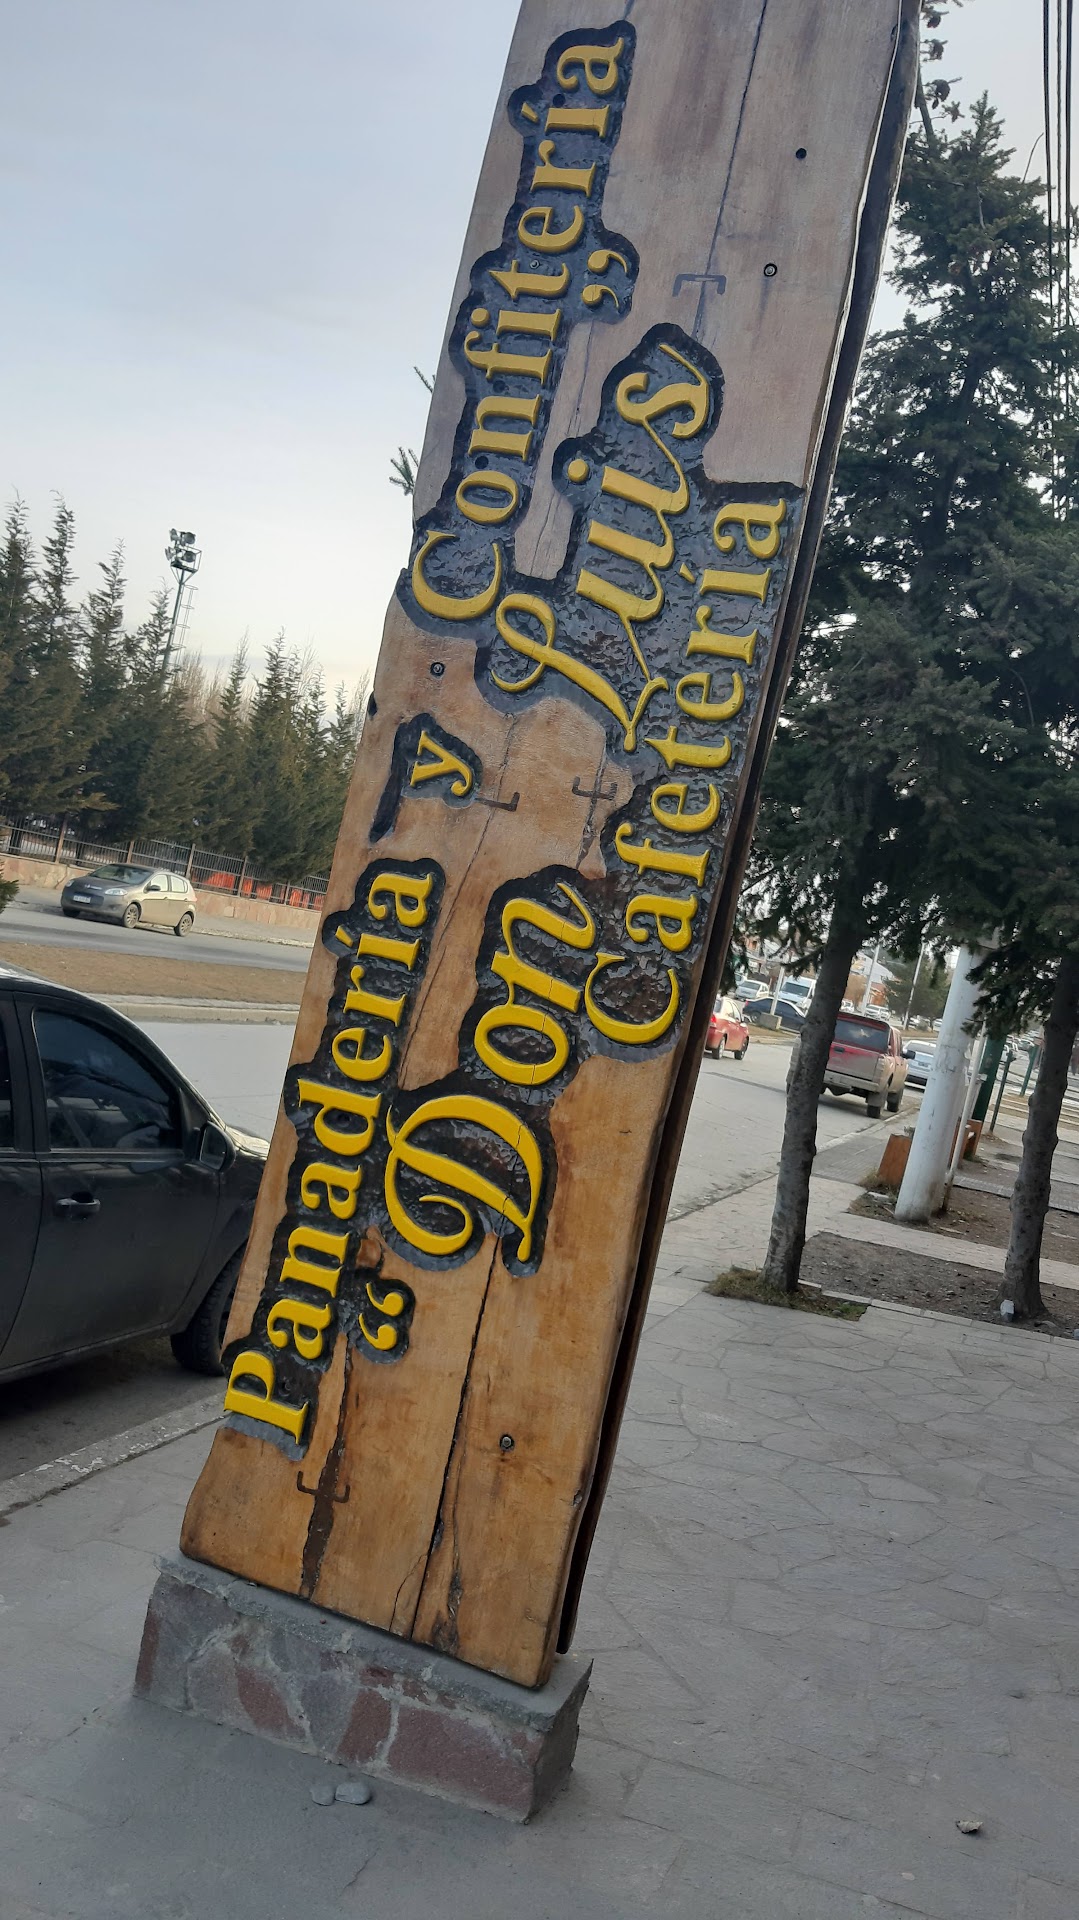 Panadería y Confitería
“Don Luis”
Cafetería